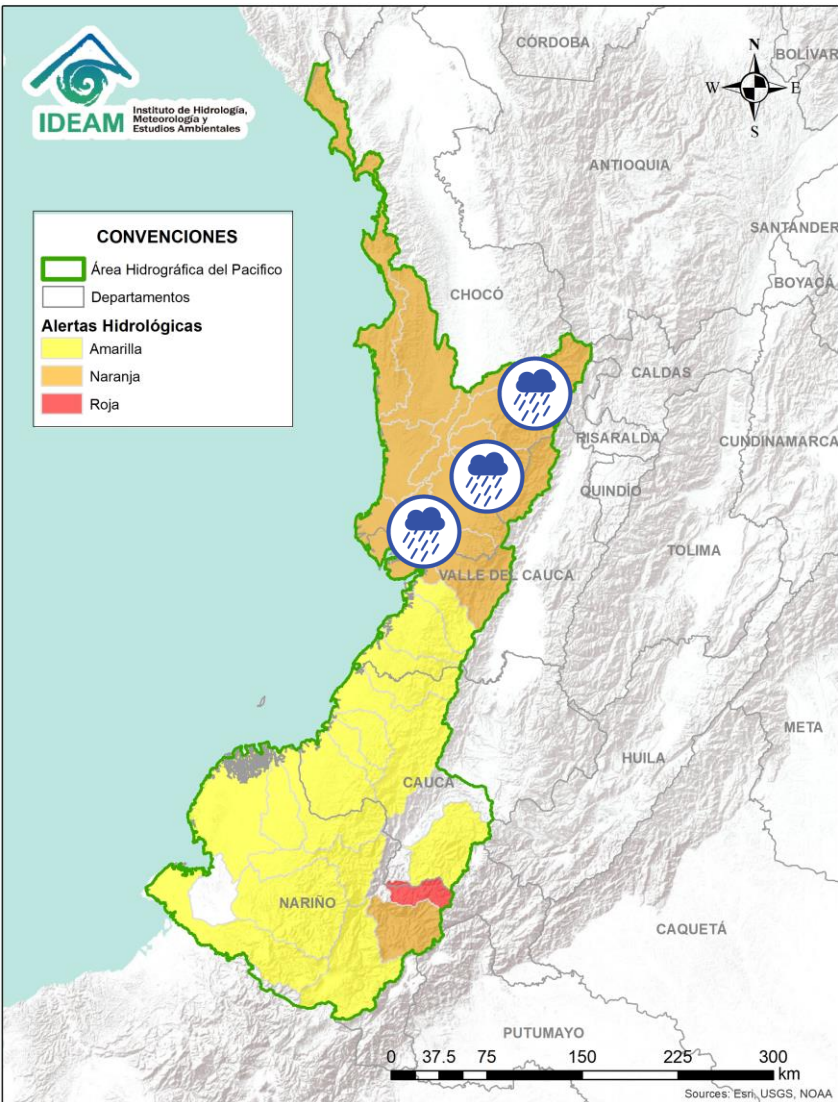 IDEAM
Instituto de Hidrología,
Meteorología y
Estudios Ambientales
CÓRDOBA
BOLÍVAR
N
W
E
S
ANTIOQUIA
SANTANDER
BOYACÁ
CONVENCIONES
Área Hidrográfica del Pacifico
Departamentos
Alertas Hidrológicas
Amarilla
Naranja
Roja
CHOCÓ
CALDAS
RISARALDA
CUNDINAMARCA
QUINDÍO
TOLIMA
VALLE DEL CAUCA
META
HUILA
CAUCA
NARIÑO
CAQUETÁ
PUTUMAYO
0 37.5 75 150 225 300
km
Sources: Esri, USGS, NOAA